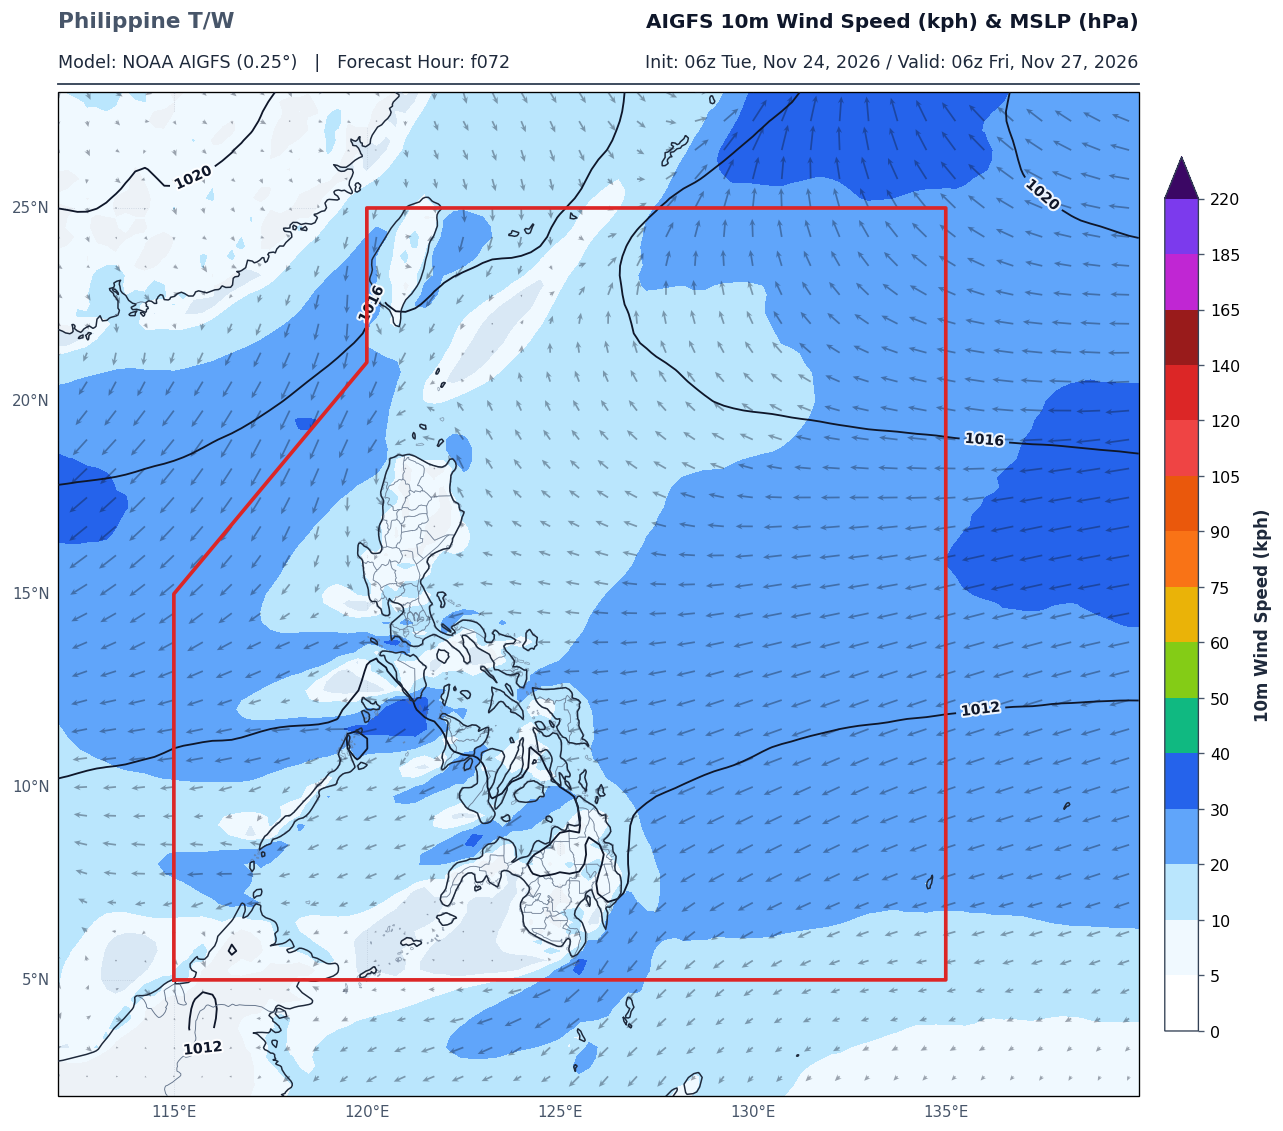 Philippine T/W
AIGFS 10m Wind Speed (kph) & MSLP (hPa)
Model: NOAA AIGFS (0.25°)   |   Forecast Hour: f072
Init: 06z Tue, Nov 24, 2026 / Valid: 06z Fri, Nov 27, 2026
1020
1020
1016
1016
1012
1012
25°N
20°N
15°N
10°N
5°N
115°E
120°E
125°E
130°E
135°E
220
185
165
140
120
105
90
75
60
50
40
30
20
10
5
0
10m Wind Speed (kph)